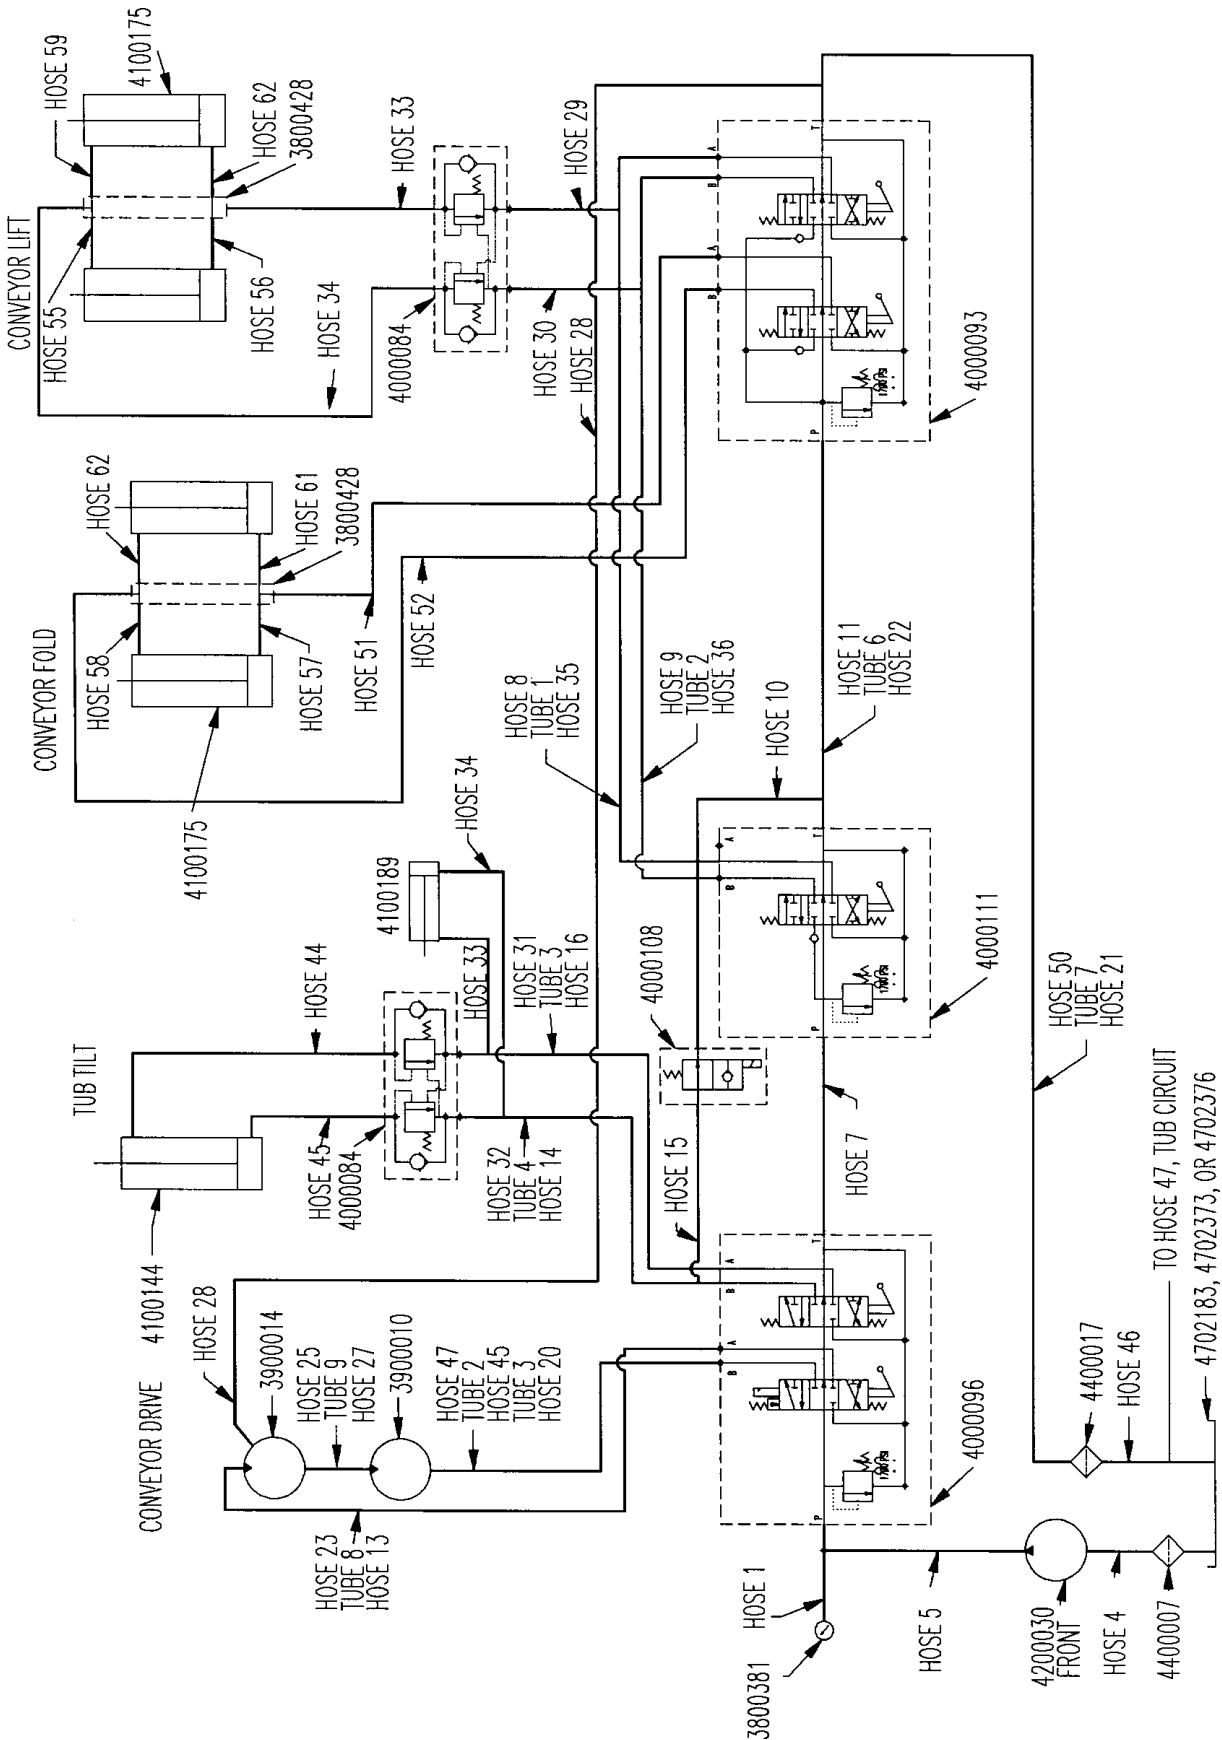 CONVEYOR LIFT
HOSE 59
4100175
HOSE 55
HOSE 62
3800428
HOSE 56
HOSE 34
HOSE 33
4000084
HOSE 29
HOSE 30
HOSE 28
A
B
A
B
T
P
4000093
CONVEYOR FOLD
HOSE 62
HOSE 58
HOSE 61
3800428
HOSE 57
HOSE 51
HOSE 52
4100175
HOSE 8
TUBE 1
HOSE 35
HOSE 9
TUBE 2
HOSE 36
HOSE 10
HOSE 11
TUBE 6
HOSE 22
HOSE 34
4100189
HOSE 33
TUB TILT
HOSE 44
HOSE 45
4000084
4100144
HOSE 31
TUBE 3
HOSE 16
HOSE 32
TUBE 4
HOSE 14
4000108
HOSE 15
A
B
T
P
4000111
HOSE 7
HOSE 50
TUBE 7
HOSE 21
CONVEYOR DRIVE
HOSE 28
3900014
HOSE 25
TUBE 9
HOSE 27
3900010
HOSE 47
TUBE 2
HOSE 45
TUBE 3
HOSE 20
HOSE 23
TUBE 8
HOSE 13
A
B
A
B
T
P
4000096
HOSE 1
3800381
HOSE 5
4200030
FRONT
HOSE 4
4400007
4400017
HOSE 46
TO HOSE 47, TUB CIRCUIT
4702183, 4702373, OR 4702376